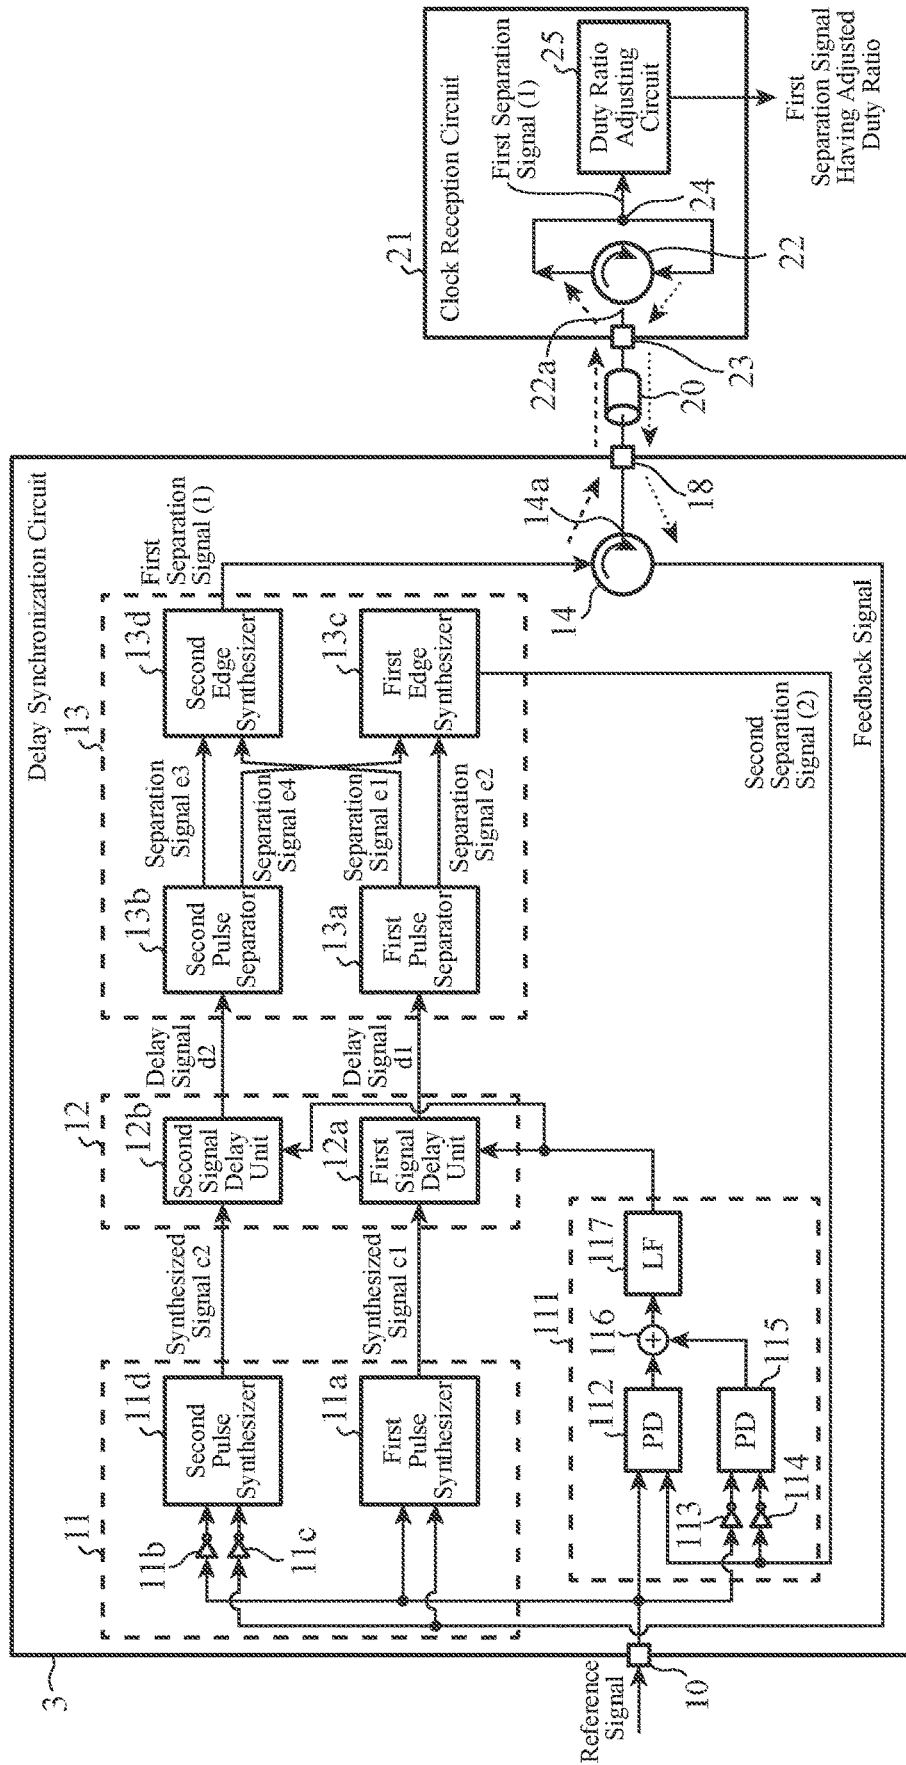 3
Delay Synchronization Circuit
Reference
Signal
10
11
11b
11c
11d
Second
Pulse
Synthesizer
11a
First
Pulse
Synthesizer
Synthesized
Signal c2
Synthesized
Signal c1
12
12b
Second
Signal
Delay
Unit
12a
First
Signal
Delay
Unit
Delay
Signal
d2
Delay
Signal
d1
13
13b
Second
Pulse
Separator
13a
First
Pulse
Separator
Separation
Signal e3
Separation
Signal e4
Separation
Signal e1
Separation
Signal e2
13d
Second
Edge
Synthesizer
13c
First
Edge
Synthesizer
First
Separation
Signal (1)
14
14a
18
Second
Separation
Signal (2)
Feedback Signal
111
112
PD
113
114
115
PD
116
+
117
LF
20
21
Clock Reception Circuit
22a
23
22
24
First Separation
Signal (1)
25
Duty Ratio
Adjusting
Circuit
First
Separation Signal
Having Adjusted
Duty Ratio